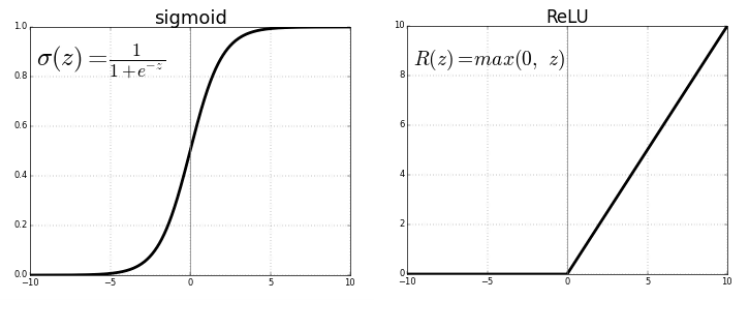 sigmoid
σ(z) = 1/(1+e^{-z})
1.0
0.8
0.6
0.4
0.2
0.0
−10 −5 0 5 10
ReLU
R(z) = max(0, z)
10
8
6
4
2
0
−10 −5 0 5 10